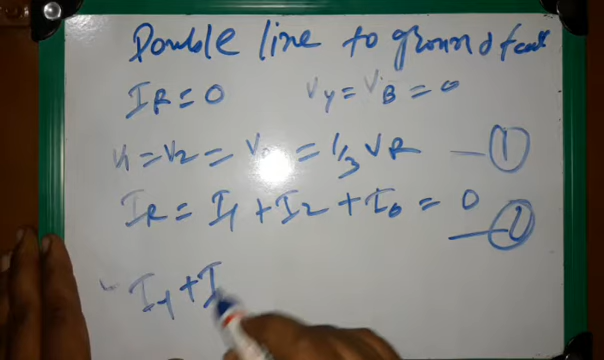 Double line to ground fault
IR = 0 Vy = VB = 0
V1 = V2 = V0 = 1/3 VR — 1
IR = I1 + I2 + I0 = 0 — 2
I1 + I